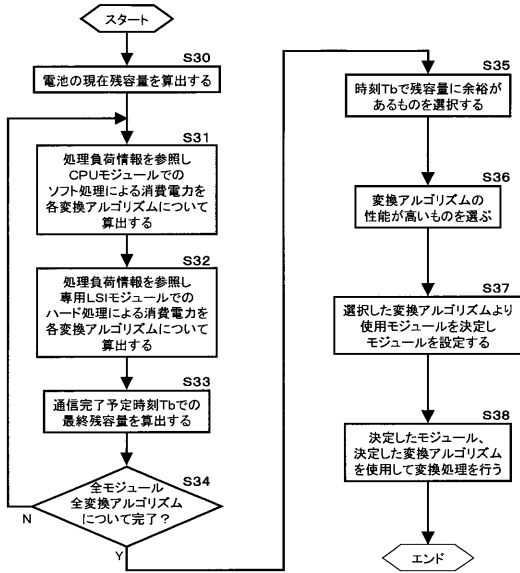 スタート
S30
電池の現在残容量を算出する
S31
処理負荷情報を参照し
CPUモジュールでの
ソフト処理による消費電力を
各変換アルゴリズムについて
算出する
S32
処理負荷情報を参照し
専用LSIモジュールでの
ハード処理による消費電力を
各変換アルゴリズムについて
算出する
S33
通信完了予定時刻Tbでの
最終残容量を算出する
S34
全モジュール
全変換アルゴリズム
について完了？
N
Y
S35
時刻Tbで残容量に余裕が
あるものを選択する
S36
変換アルゴリズムの
性能が高いものを選ぶ
S37
選択した変換アルゴリズムより
使用モジュールを決定し
モジュールを設定する
S38
決定したモジュール、
決定した変換アルゴリズム
を使用して変換処理を行う
エンド